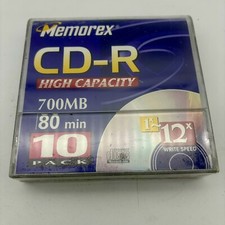 Memorex
CD-R
HIGH CAPACITY
700MB
80 min
10
PACK
12x
WRITE SPEED